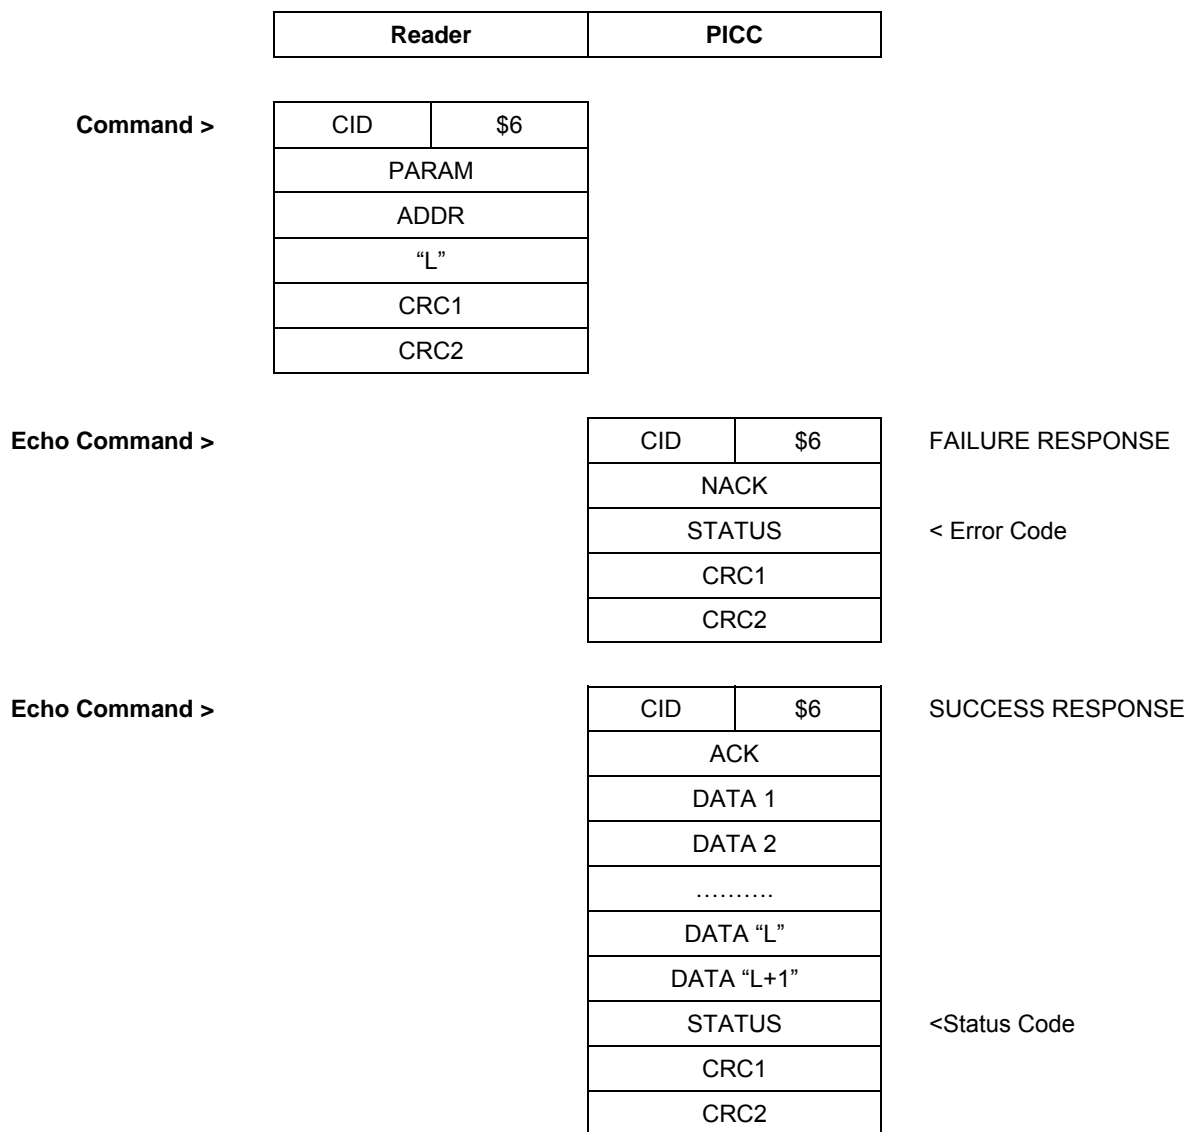 Reader PICC
Command > CID $6
PARAM
ADDR
“L”
CRC1
CRC2
Echo Command > CID $6 FAILURE RESPONSE
NACK
STATUS < Error Code
CRC1
CRC2
Echo Command > CID $6 SUCCESS RESPONSE
ACK
DATA 1
DATA 2
……….
DATA “L”
DATA “L+1”
STATUS <Status Code
CRC1
CRC2